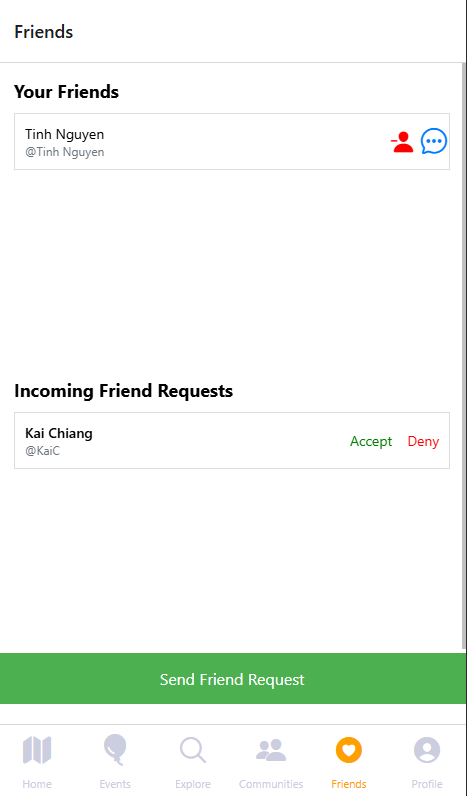 Friends
Your Friends
Tinh Nguyen
@Tinh Nguyen
Incoming Friend Requests
Kai Chiang
@KaiC
Accept Deny
Send Friend Request
Home Events Explore Communities Friends Profile